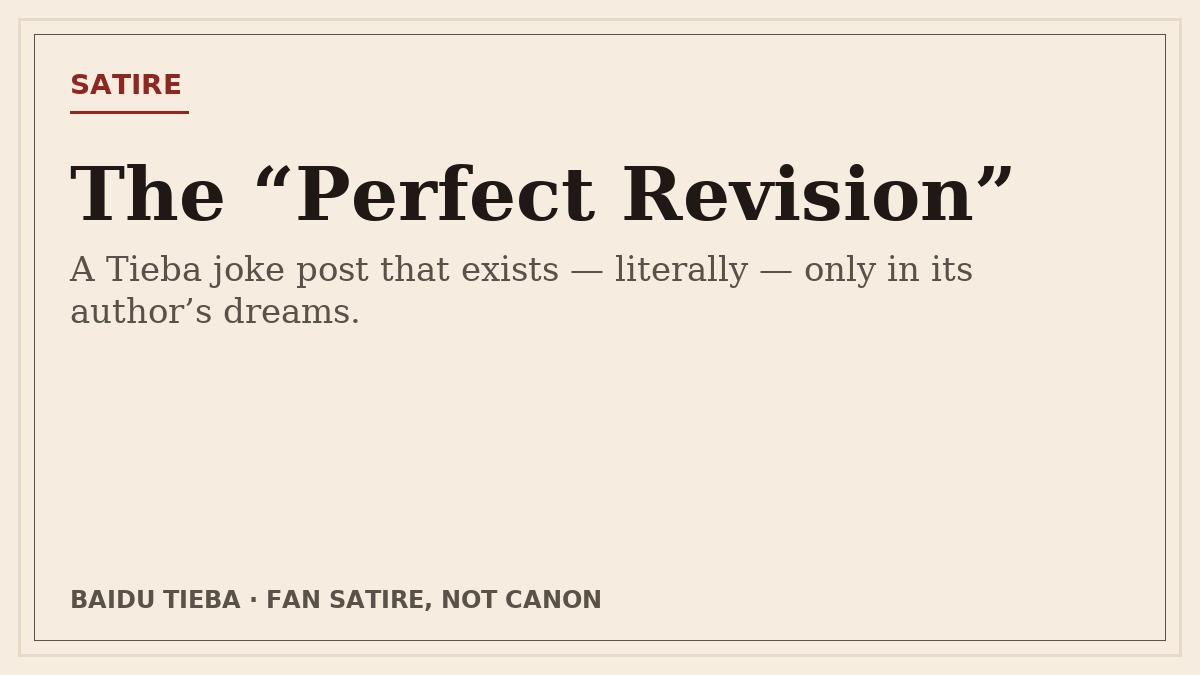 SATIRE
The “Perfect Revision”
A Tieba joke post that exists — literally — only in its
author’s dreams.
BAIDU TIEBA · FAN SATIRE, NOT CANON